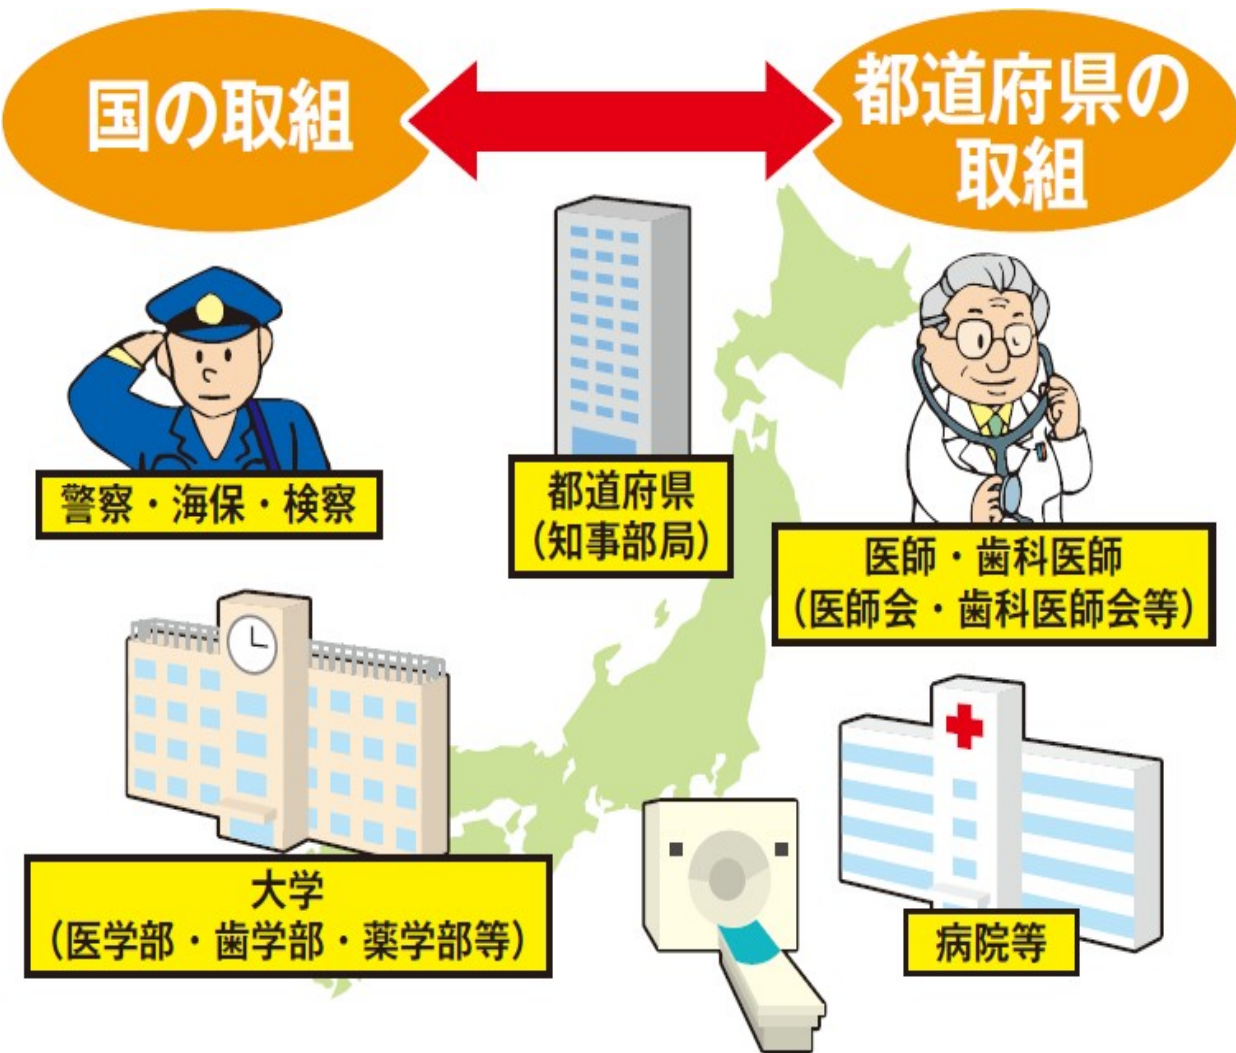 国の取組
都道府県の
取組
警察・海保・検察
都道府県
（知事部局）
医師・歯科医師
（医師会・歯科医師会等）
大学
（医学部・歯学部・薬学部等）
病院等